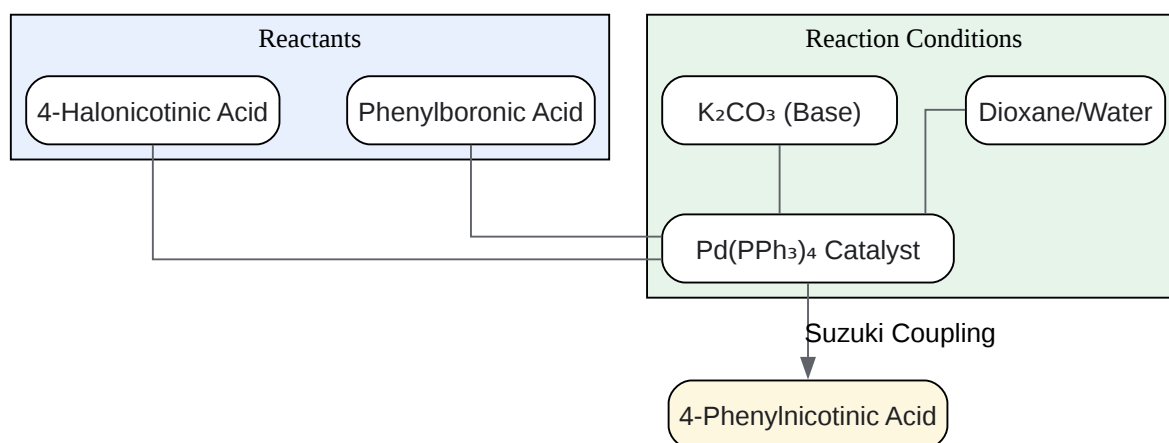 Reactants
4-Halonicotinic Acid
Phenylboronic Acid
Reaction Conditions
K₂CO₃ (Base)
Dioxane/Water
Pd(PPh₃)₄ Catalyst
Suzuki Coupling
4-Phenylnicotinic Acid